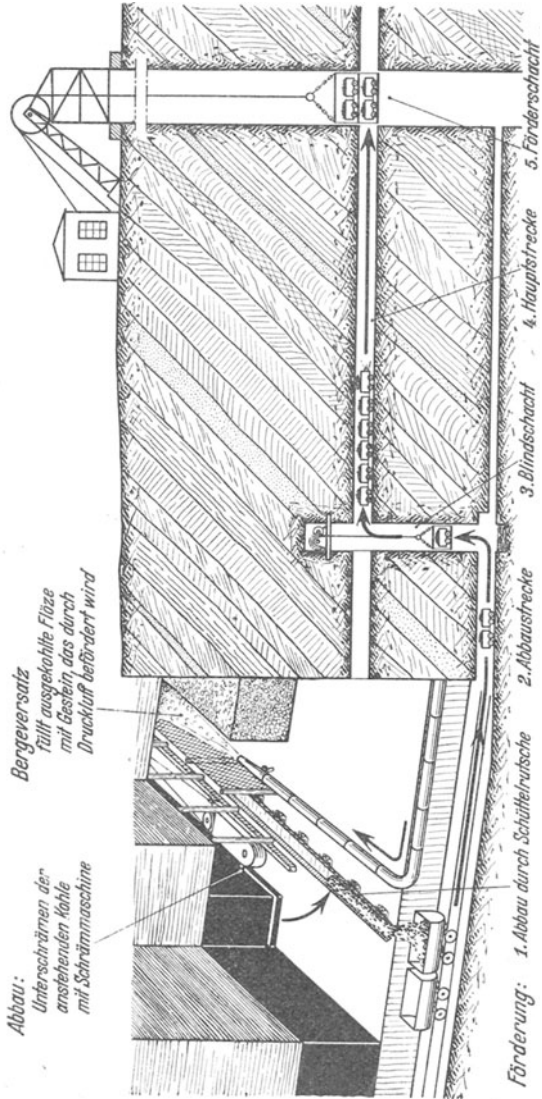 Abbau:
Unterschrämen der
anstehenden Kohle
mit Schrämmaschine
Bergeversatz
füllt ausgekohlte Flöze
mit Gestein, das durch
Druckluft befördert wird
Förderung: 1. Abbau durch Schüttelrutsche 2. Abbaustrecke 3. Blindschacht 4. Hauptstrecke 5. Förderschacht